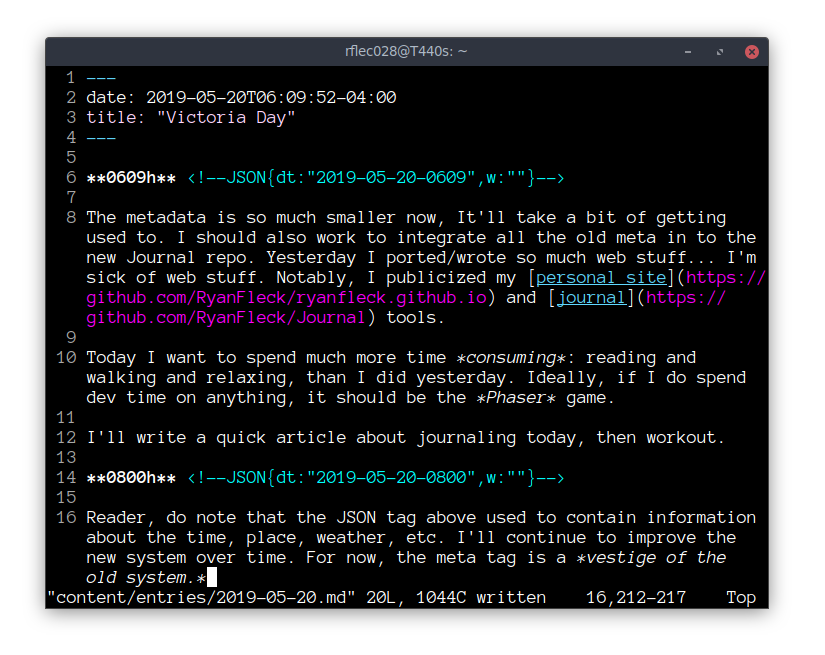 rflec028@T440s: ~
1 ---
2 date: 2019-05-20T06:09:52-04:00
3 title: "Victoria Day"
4 ---
5
6 **0609h** <!--JSON{dt:"2019-05-20-0609",w:""}-->
7
8 The metadata is so much smaller now, It'll take a bit of getting
used to. I should also work to integrate all the old meta in to the
new Journal repo. Yesterday I ported/wrote so much web stuff... I'm
sick of web stuff. Notably, I publicized my [personal site](https://
github.com/RyanFleck/ryanfleck.github.io) and [journal](https://
github.com/RyanFleck/Journal) tools.
9
10 Today I want to spend much more time *consuming*: reading and
walking and relaxing, than I did yesterday. Ideally, if I do spend
dev time on anything, it should be the *Phaser* game.
11
12 I'll write a quick article about journaling today, then workout.
13
14 **0800h** <!--JSON{dt:"2019-05-20-0800",w:""}-->
15
16 Reader, do note that the JSON tag above used to contain information
about the time, place, weather, etc. I'll continue to improve the
new system over time. For now, the meta tag is a *vestige of the
old system.*
"content/entries/2019-05-20.md" 20L, 1044C written 16,212-217 Top